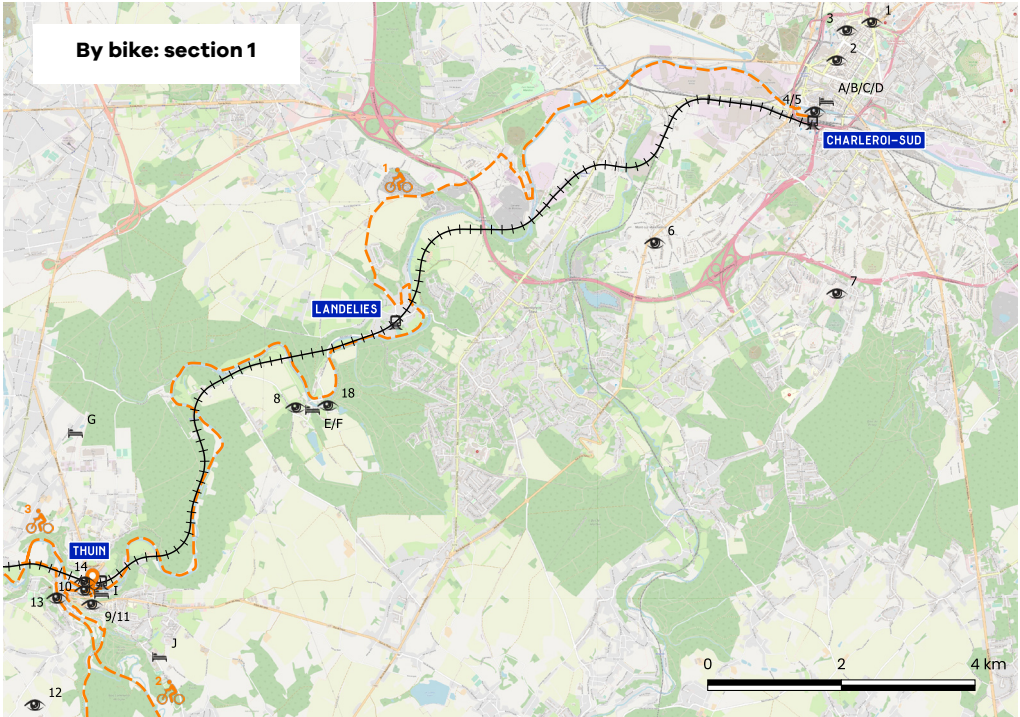 By bike: section 1
1
3
2
A/B/C/D
4/5
CHARLEROI-SUD
1
6
7
LANDELIES
8
18
E/F
G
3
THUIN
14
10
I
13
9/11
J
2
12
0
2
4 km